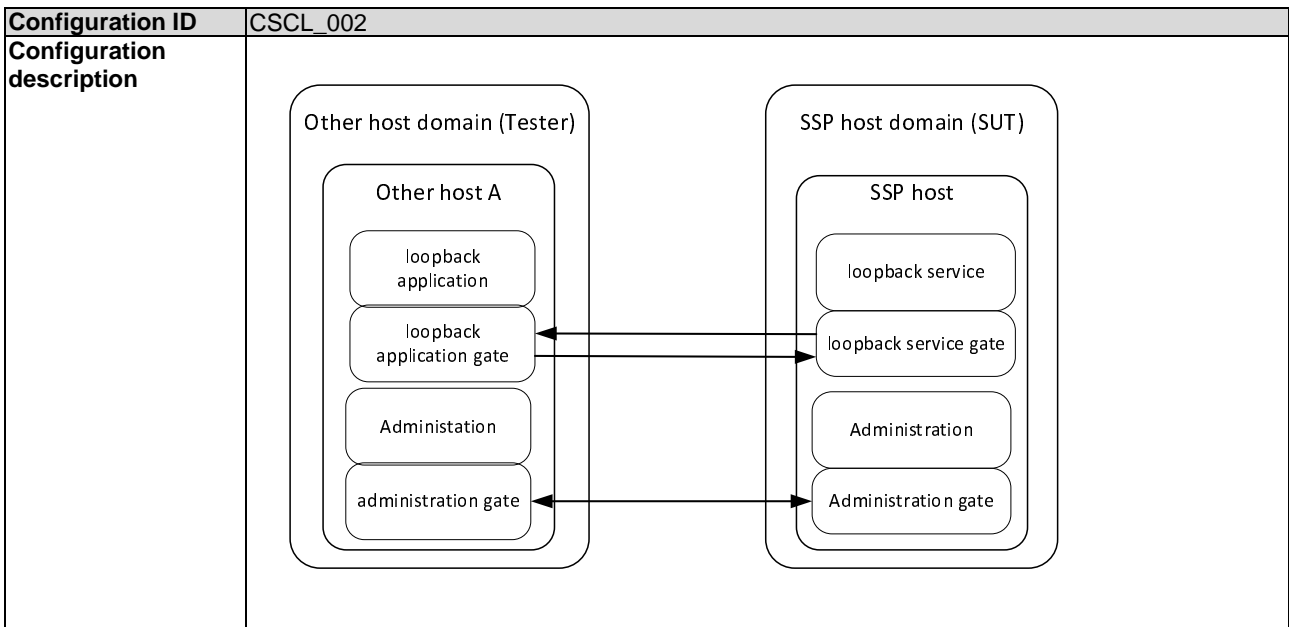 Configuration ID CSCL_002
Configuration
description
Other host domain (Tester)
Other host A
loopback
application
loopback
application gate
Administation
administration gate
SSP host domain (SUT)
SSP host
loopback service
loopback service gate
Administration
Administration gate